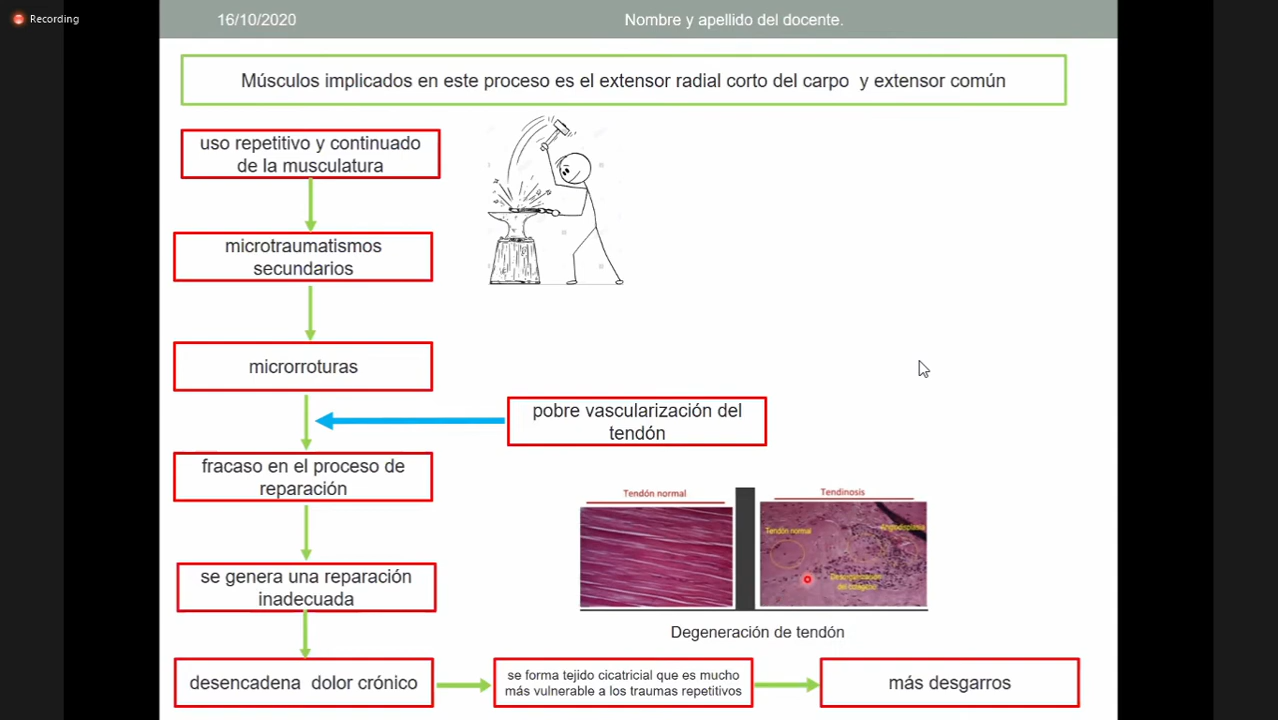 Recording
16/10/2020
Nombre y apellido del docente.
Músculos implicados en este proceso es el extensor radial corto del carpo y extensor común
uso repetitivo y continuado
de la musculatura
microtraumatismos
secundarios
microrroturas
pobre vascularización del
tendón
fracaso en el proceso de
reparación
Tendón normal
Tendinosis
Tendón normal
Angiodisplasia
se genera una reparación
inadecuada
Degeneración de tendón
desencadena dolor crónico
se forma tejido cicatricial que es mucho
más vulnerable a los traumas repetitivos
más desgarros